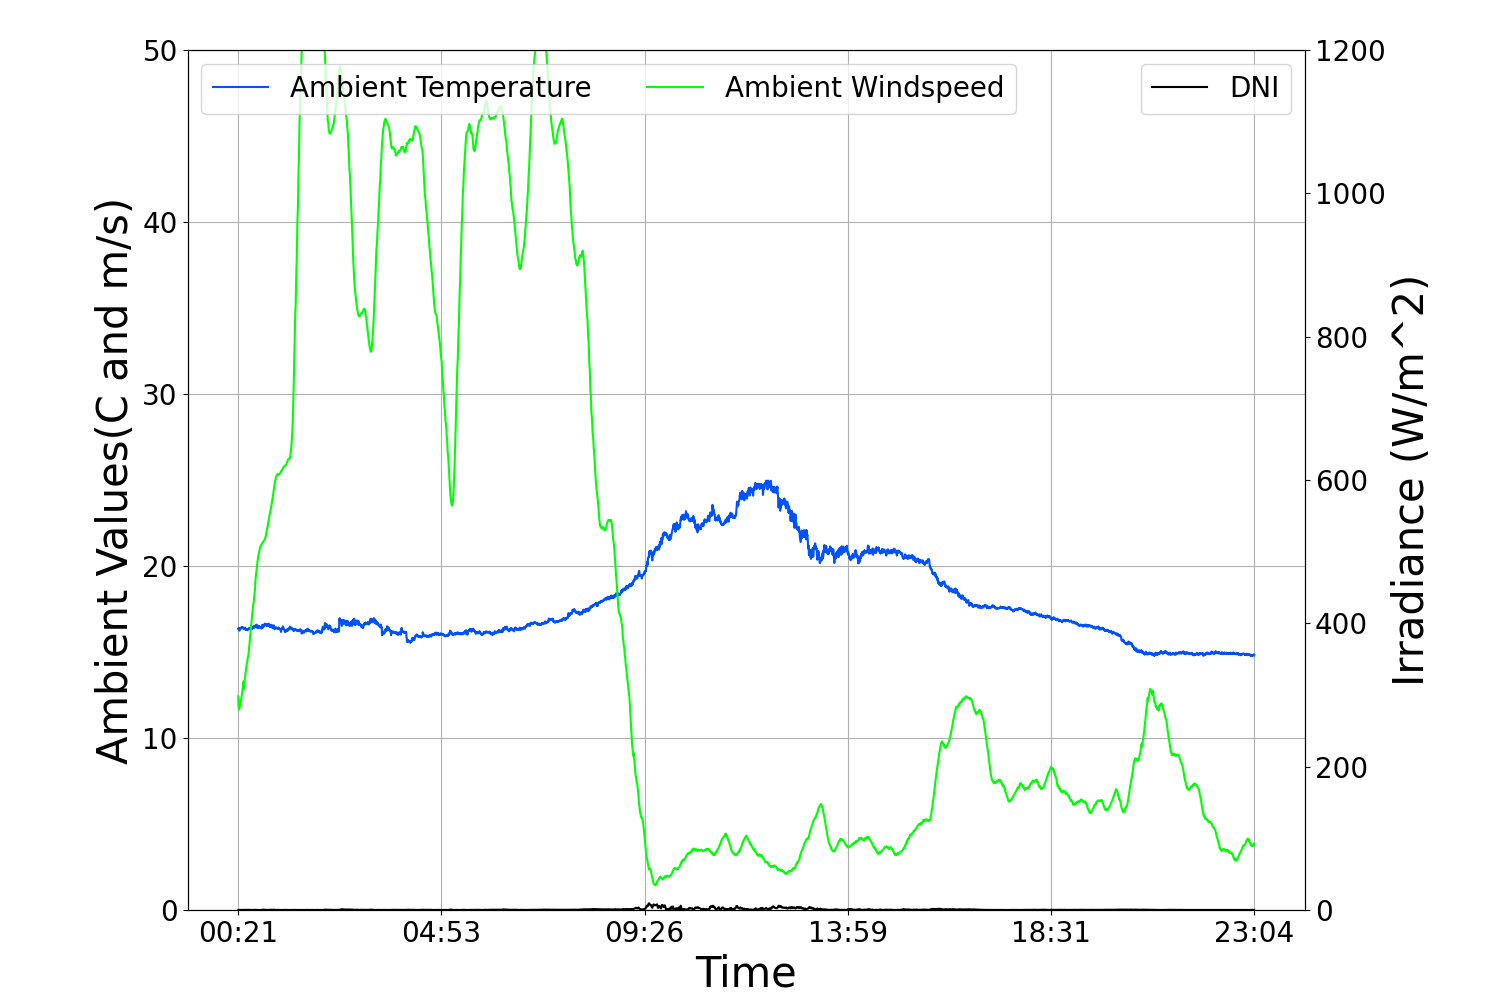 Ambient Temperature Ambient Windspeed DNI
Ambient Values(C and m/s)
50
40
30
20
10
0
1200
1000
800
600
400
200
0
Irradiance (W/m^2)
00:21 04:53 09:26 13:59 18:31 23:04
Time